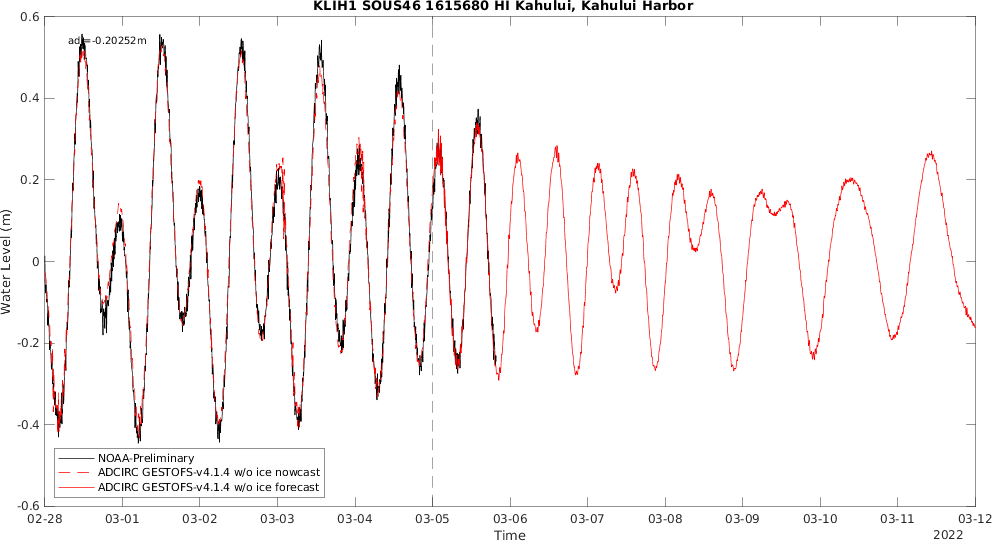 KLIH1 SOUS46 1615680 HI Kahului, Kahului Harbor
0.6
0.4
0.2
0
-0.2
-0.4
-0.6
Water Level (m)
adj=-0.20252m
NOAA-Preliminary
ADCIRC GESTOFS-v4.1.4 w/o ice nowcast
ADCIRC GESTOFS-v4.1.4 w/o ice forecast
02-28 03-01 03-02 03-03 03-04 03-05 03-06 03-07 03-08 03-09 03-10 03-11 03-12
Time
2022